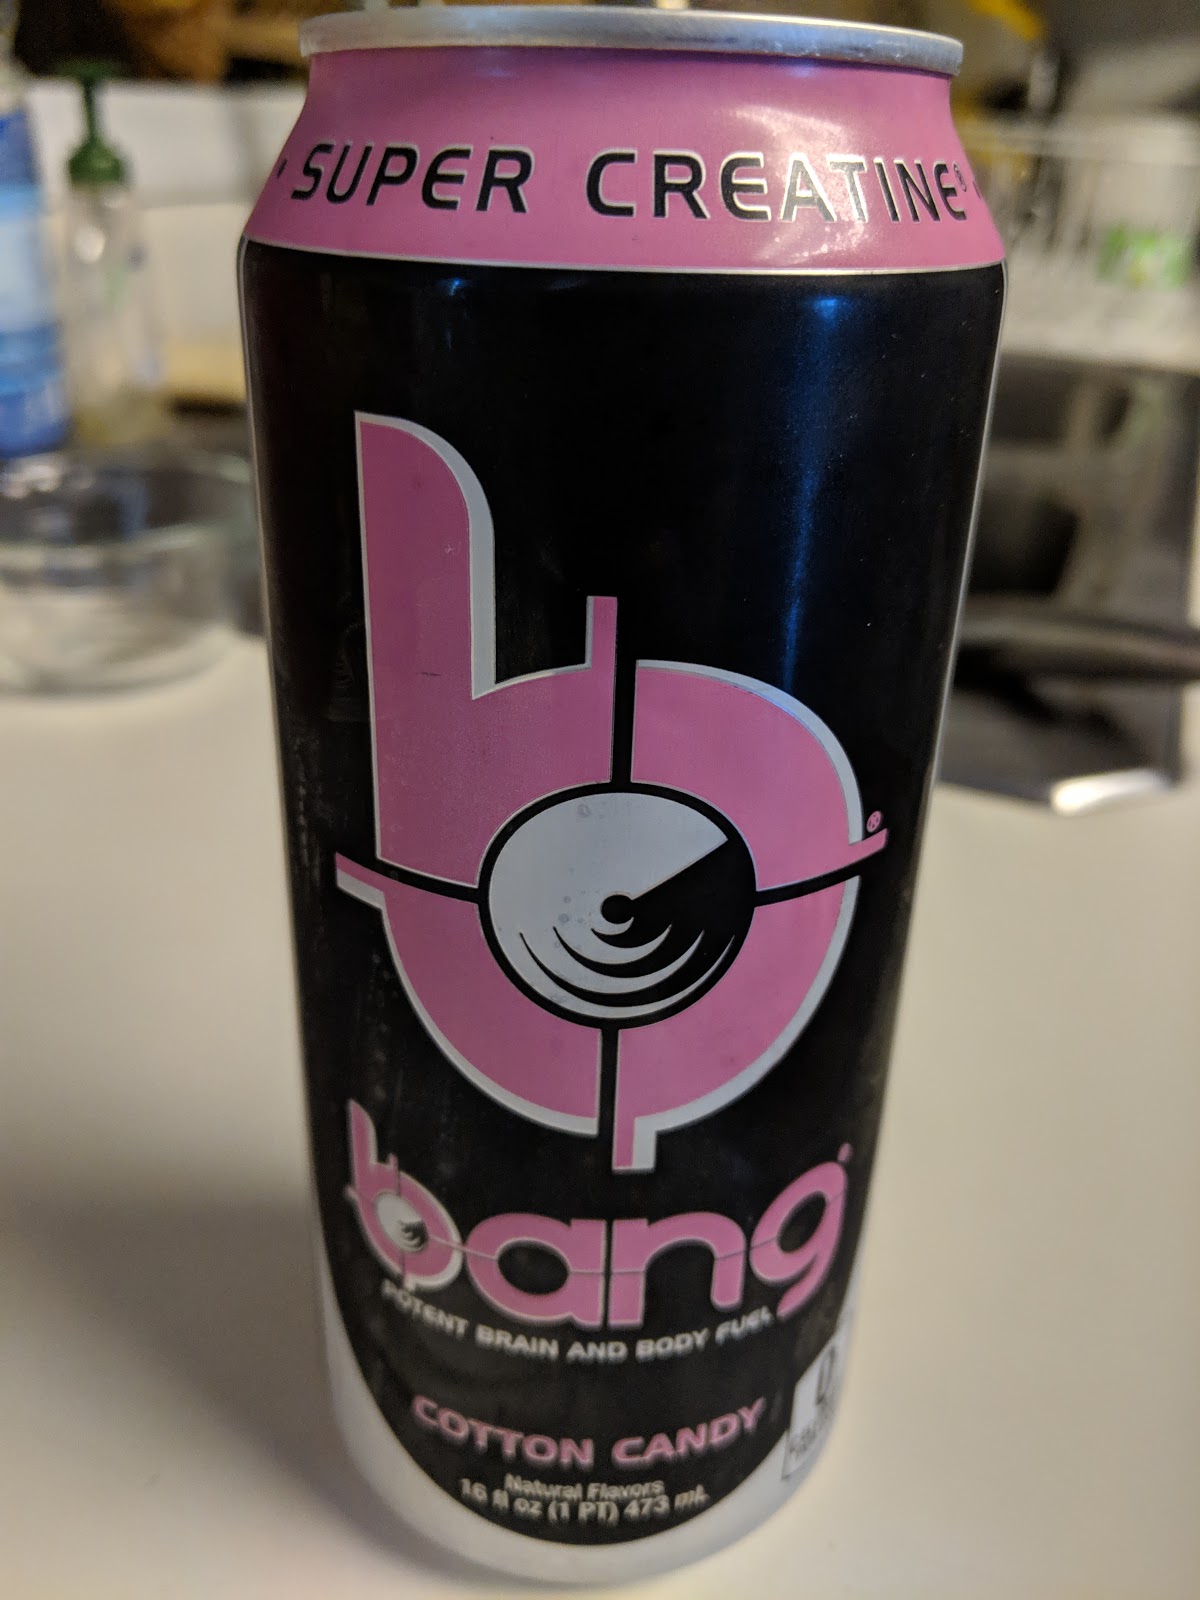 • SUPER CREATINE® •
b®
bang®
POTENT BRAIN AND BODY FUEL
COTTON CANDY
Natural Flavors
16 fl oz (1 PT) 473 mL
0